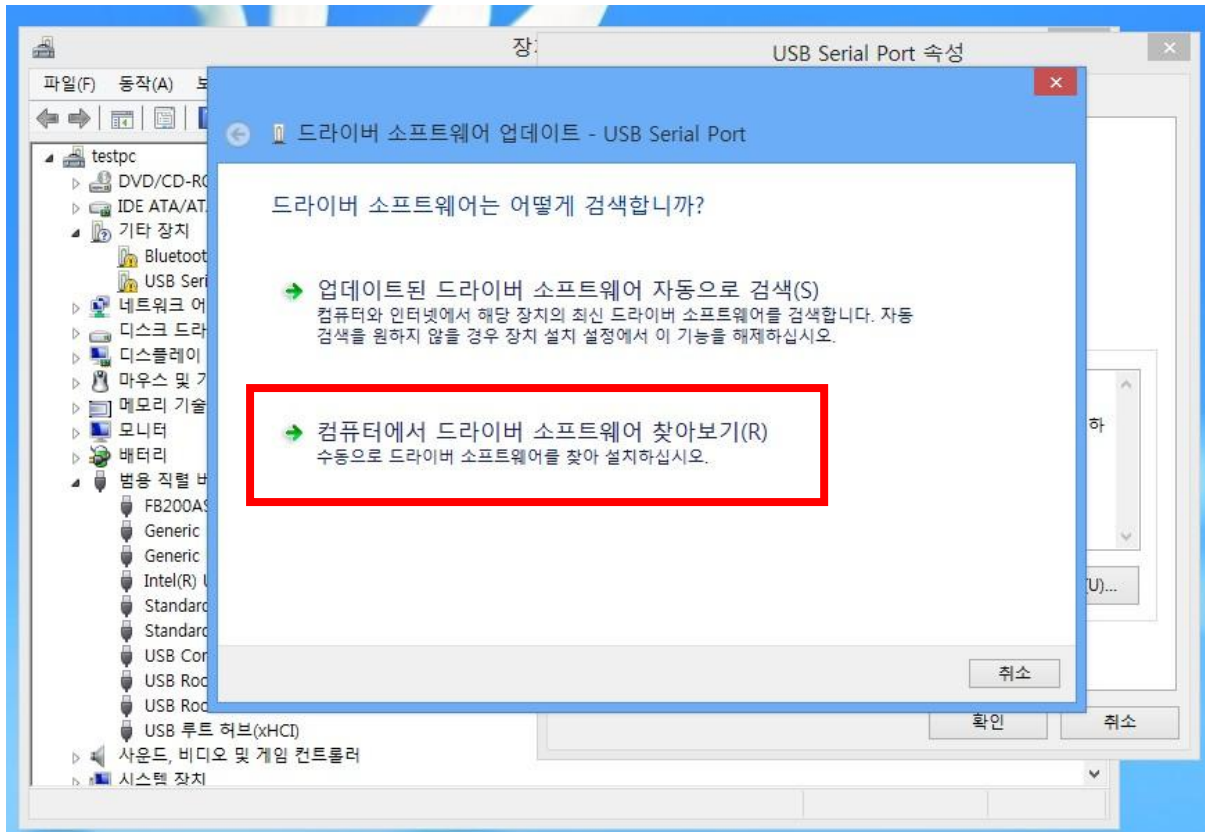 USB Serial Port 속성
파일(F) 동작(A)
드라이버 소프트웨어 업데이트 - USB Serial Port
testpc
DVD/CD-RO
IDE ATA/AT
기타 장치
Bluetoot
USB Seri
네트워크 어
디스크 드라
디스플레이
마우스 및 기
메모리 기술
모니터
배터리
범용 직렬 버
FB200AS
Generic
Generic
Intel(R) U
Standard
Standard
USB Con
USB Roo
USB Roo
USB 루트 허브(xHCI)
사운드, 비디오 및 게임 컨트롤러
시스템 장치
드라이버 소프트웨어는 어떻게 검색합니까?
업데이트된 드라이버 소프트웨어 자동으로 검색(S)
컴퓨터와 인터넷에서 해당 장치의 최신 드라이버 소프트웨어를 검색합니다. 자동
검색을 원하지 않을 경우 장치 설치 설정에서 이 기능을 해제하십시오.
컴퓨터에서 드라이버 소프트웨어 찾아보기(R)
수동으로 드라이버 소프트웨어를 찾아 설치하십시오.
취소
하
(U)...
확인
취소